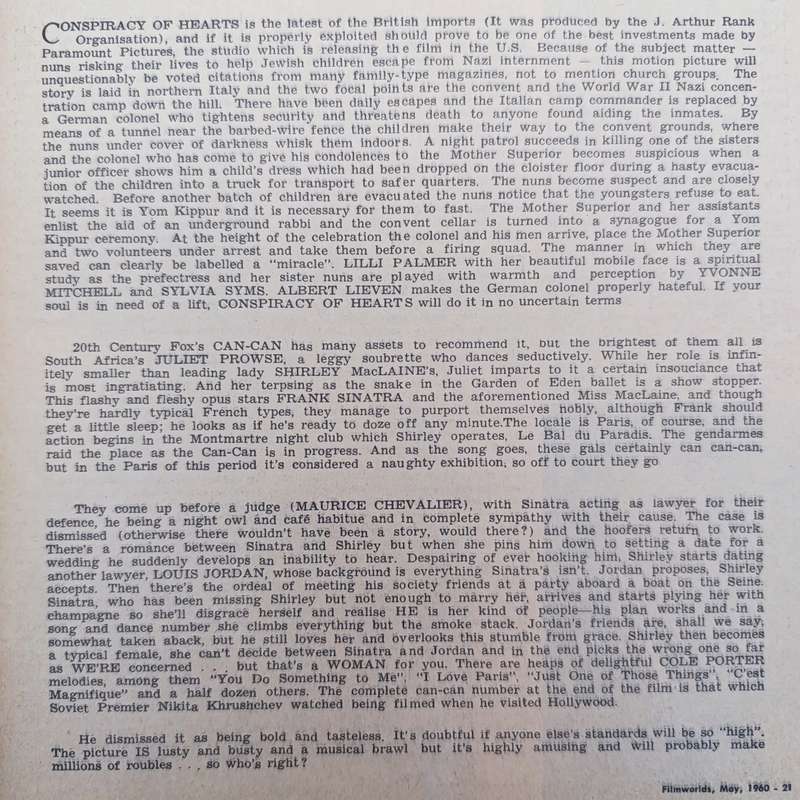 CONSPIRACY OF HEARTS is the latest of the British imports (It was produced by the J. Arthur Rank
Organisation), and if it is properly exploited should prove to be one of the best investments made by
Paramount Pictures, the studio which is releasing the film in the U.S. Because of the subject matter —
nuns risking their lives to help Jewish children escape from Nazi internment — this motion picture will
unquestionably be voted citations from many family-type magazines, not to mention church groups. The
story is laid in northern Italy and the two focal points are the convent and the World War II Nazi concen-
tration camp down the hill. There have been daily escapes and the Italian camp commander is replaced by
a German colonel who tightens security and threatens death to anyone found aiding the inmates. By
means of a tunnel near the barbed-wire fence the children make their way to the convent grounds, where
the nuns under cover of darkness whisk them indoors. A night patrol succeeds in killing one of the sisters
and the colonel who has come to give his condolences to the Mother Superior becomes suspicious when a
junior officer shows him a child's dress which had been dropped on the cloister floor during a hasty evacua-
tion of the children into a truck for transport to safer quarters. The nuns become suspect and are closely
watched. Before another batch of children are evacuated the nuns notice that the youngsters refuse to eat.
It seems it is Yom Kippur and it is necessary for them to fast. The Mother Superior and her assistants
enlist the aid of an underground rabbi and the convent cellar is turned into a synagogue for a Yom
Kippur ceremony. At the height of the celebration the colonel and his men arrive, place the Mother Superior
and two volunteers under arrest and take them before a firing squad. The manner in which they are
saved can clearly be labelled a "miracle". LILLI PALMER with her beautiful mobile face is a spiritual
study as the prefectress and her sister nuns are played with warmth and perception by YVONNE
MITCHELL and SYLVIA SYMS. ALBERT LIEVEN makes the German colonel properly hateful. If your
soul is in need of a lift, CONSPIRACY OF HEARTS will do it in no uncertain terms
20th Century Fox's CAN-CAN has many assets to recommend it, but the brightest of them all is
South Africa's JULIET PROWSE, a leggy soubrette who dances seductively. While her role is infin-
itely smaller than leading lady SHIRLEY MacLAINE's, Juliet imparts to it a certain insouciance that
is most ingratiating. And her terpsing as the snake in the Garden of Eden ballet is a show stopper.
This flashy and fleshy opus stars FRANK SINATRA and the aforementioned Miss MacLaine, and though
they're hardly typical French types, they manage to purport themselves nobly, although Frank should
get a little sleep; he looks as if he's ready to doze off any minute.The locale is Paris, of course, and the
action begins in the Montmartre night club which Shirley operates, Le Bal du Paradis. The gendarmes
raid the place as the Can-Can is in progress. And as the song goes, these gals certainly can can-can,
but in the Paris of this period it's considered a naughty exhibition, so off to court they go
They come up before a judge (MAURICE CHEVALIER), with Sinatra acting as lawyer for their
defence, he being a night owl and café habitue and in complete sympathy with their cause. The case is
dismissed (otherwise there wouldn't have been a story, would there?) and the hoofers return to work.
There's a romance between Sinatra and Shirley but when she pins him down to setting a date for a
wedding he suddenly develops an inability to hear. Despairing of ever hooking him, Shirley starts dating
another lawyer, LOUIS JORDAN, whose background is everything Sinatra's isn't. Jordan proposes, Shirley
accepts. Then there's the ordeal of meeting his society friends at a party aboard a boat on the Seine.
Sinatra, who has been missing Shirley but not enough to marry her, arrives and starts plying her with
champagne so she'll disgrace herself and realise HE is her kind of people—his plan works and in a
song and dance number she climbs everything but the smoke stack. Jordan's friends are, shall we say,
somewhat taken aback, but he still loves her and overlooks this stumble from grace. Shirley then becomes
a typical female, she can't decide between Sinatra and Jordan and in the end picks the wrong one so far
as WE'RE concerned . . . but that's a WOMAN for you. There are heaps of delightful COLE PORTER
melodies, among them "You Do Something to Me", "I Love Paris", "Just One of Those Things", "C'est
Magnifique" and a half dozen others. The complete can-can number at the end of the film is that which
Soviet Premier Nikita Khrushchev watched being filmed when he visited Hollywood.
He dismissed it as being bold and tasteless. It's doubtful if anyone else's standards will be so "high".
The picture IS lusty and busty and a musical brawl but it's highly amusing and will probably make
millions of roubles . . . so who's right?
Filmworlds, May, 1960 - 21